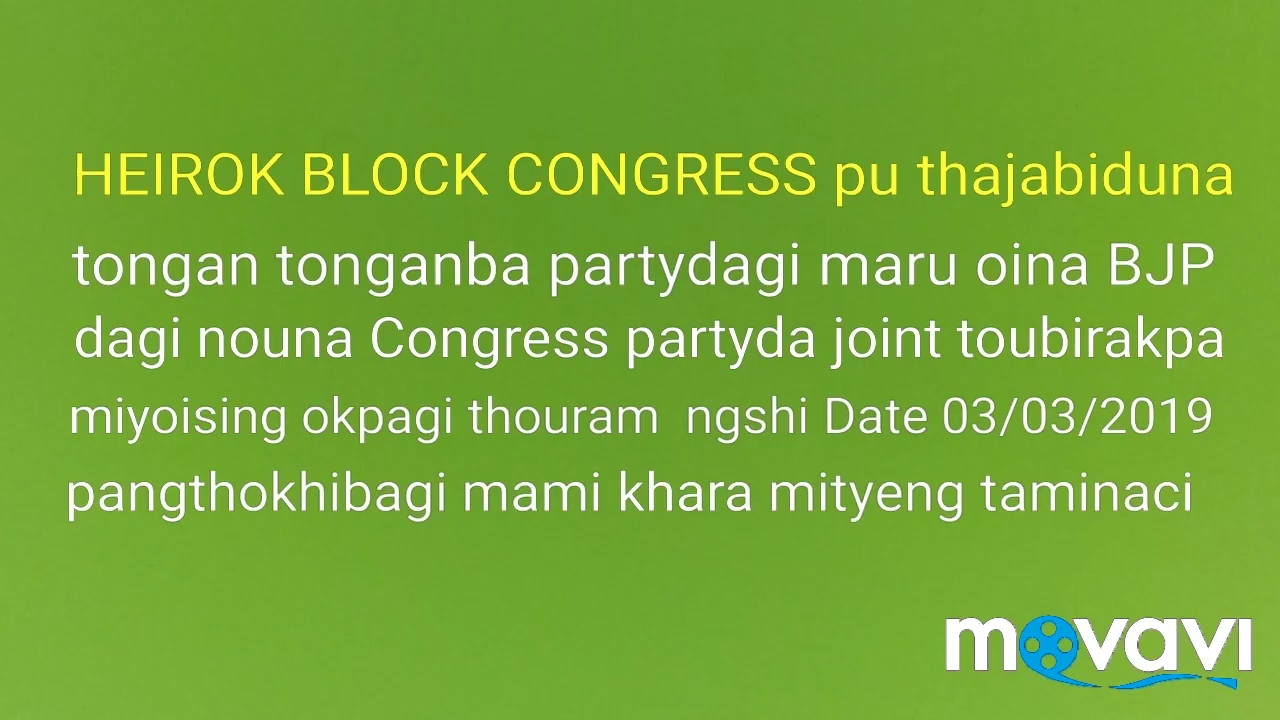 HEIROK BLOCK CONGRESS pu thajabiduna
tongan tonganba partydagi maru oina BJP
dagi nouna Congress partyda joint toubirakpa
miyoising okpagi thouram ngshi Date 03/03/2019
pangthokhibagi mami khara mityeng taminaci
movavi